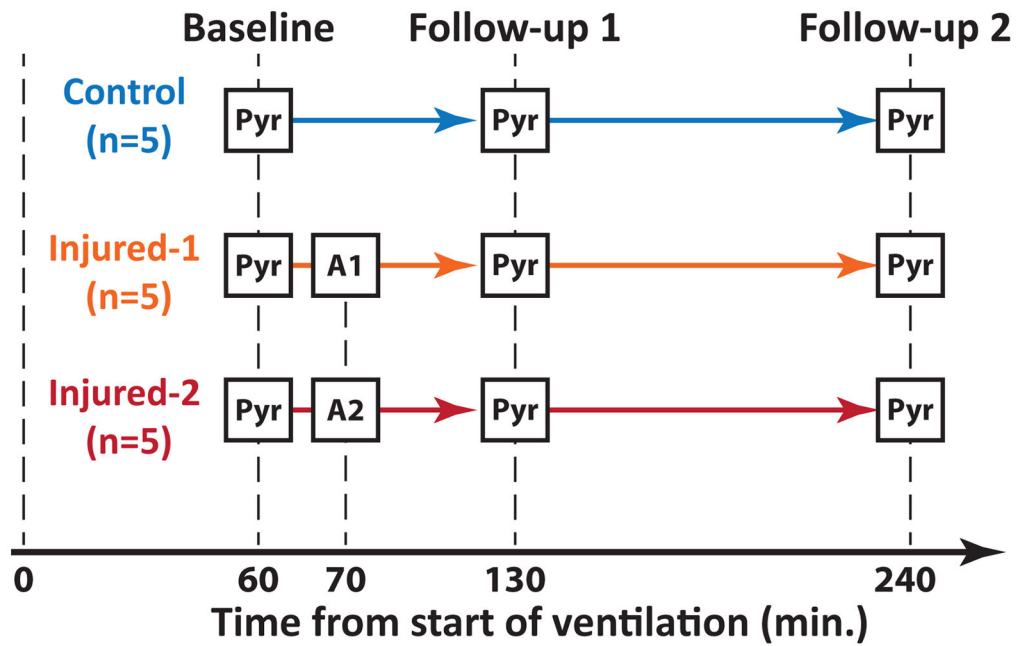 Baseline Follow-up 1 Follow-up 2
Control
(n=5)
Pyr Pyr Pyr
Injured-1
(n=5)
Pyr A1 Pyr Pyr
Injured-2
(n=5)
Pyr A2 Pyr Pyr
0 60 70 130 240
Time from start of ventilation (min.)